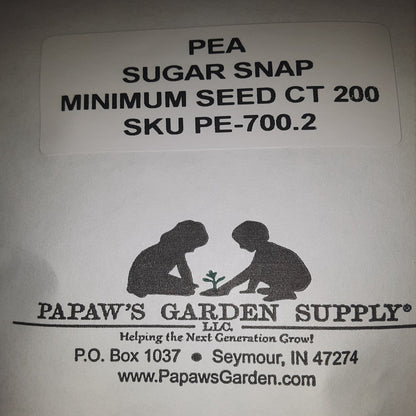 PEA
SUGAR SNAP
MINIMUM SEED CT 200
SKU PE-700.2
PAPAW'S GARDEN SUPPLY®
LLC.
Helping the Next Generation Grow!
P.O. Box 1037 ● Seymour, IN 47274
www.PapawsGarden.com